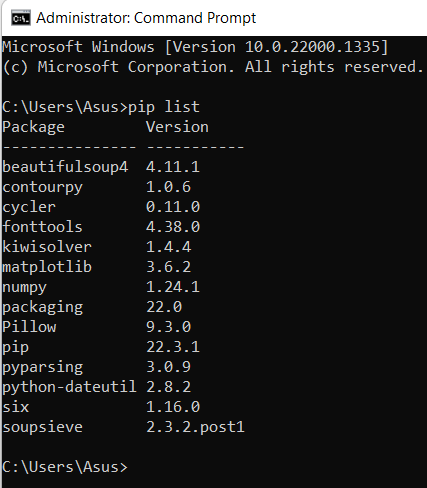 Administrator: Command Prompt
Microsoft Windows [Version 10.0.22000.1335]
(c) Microsoft Corporation. All rights reserved.
C:\Users\Asus>pip list
Package         Version
--------------- -----------
beautifulsoup4  4.11.1
contourpy       1.0.6
cycler          0.11.0
fonttools       4.38.0
kiwisolver      1.4.4
matplotlib      3.6.2
numpy           1.24.1
packaging       22.0
Pillow          9.3.0
pip             22.3.1
pyparsing       3.0.9
python-dateutil 2.8.2
six             1.16.0
soupsieve       2.3.2.post1
C:\Users\Asus>